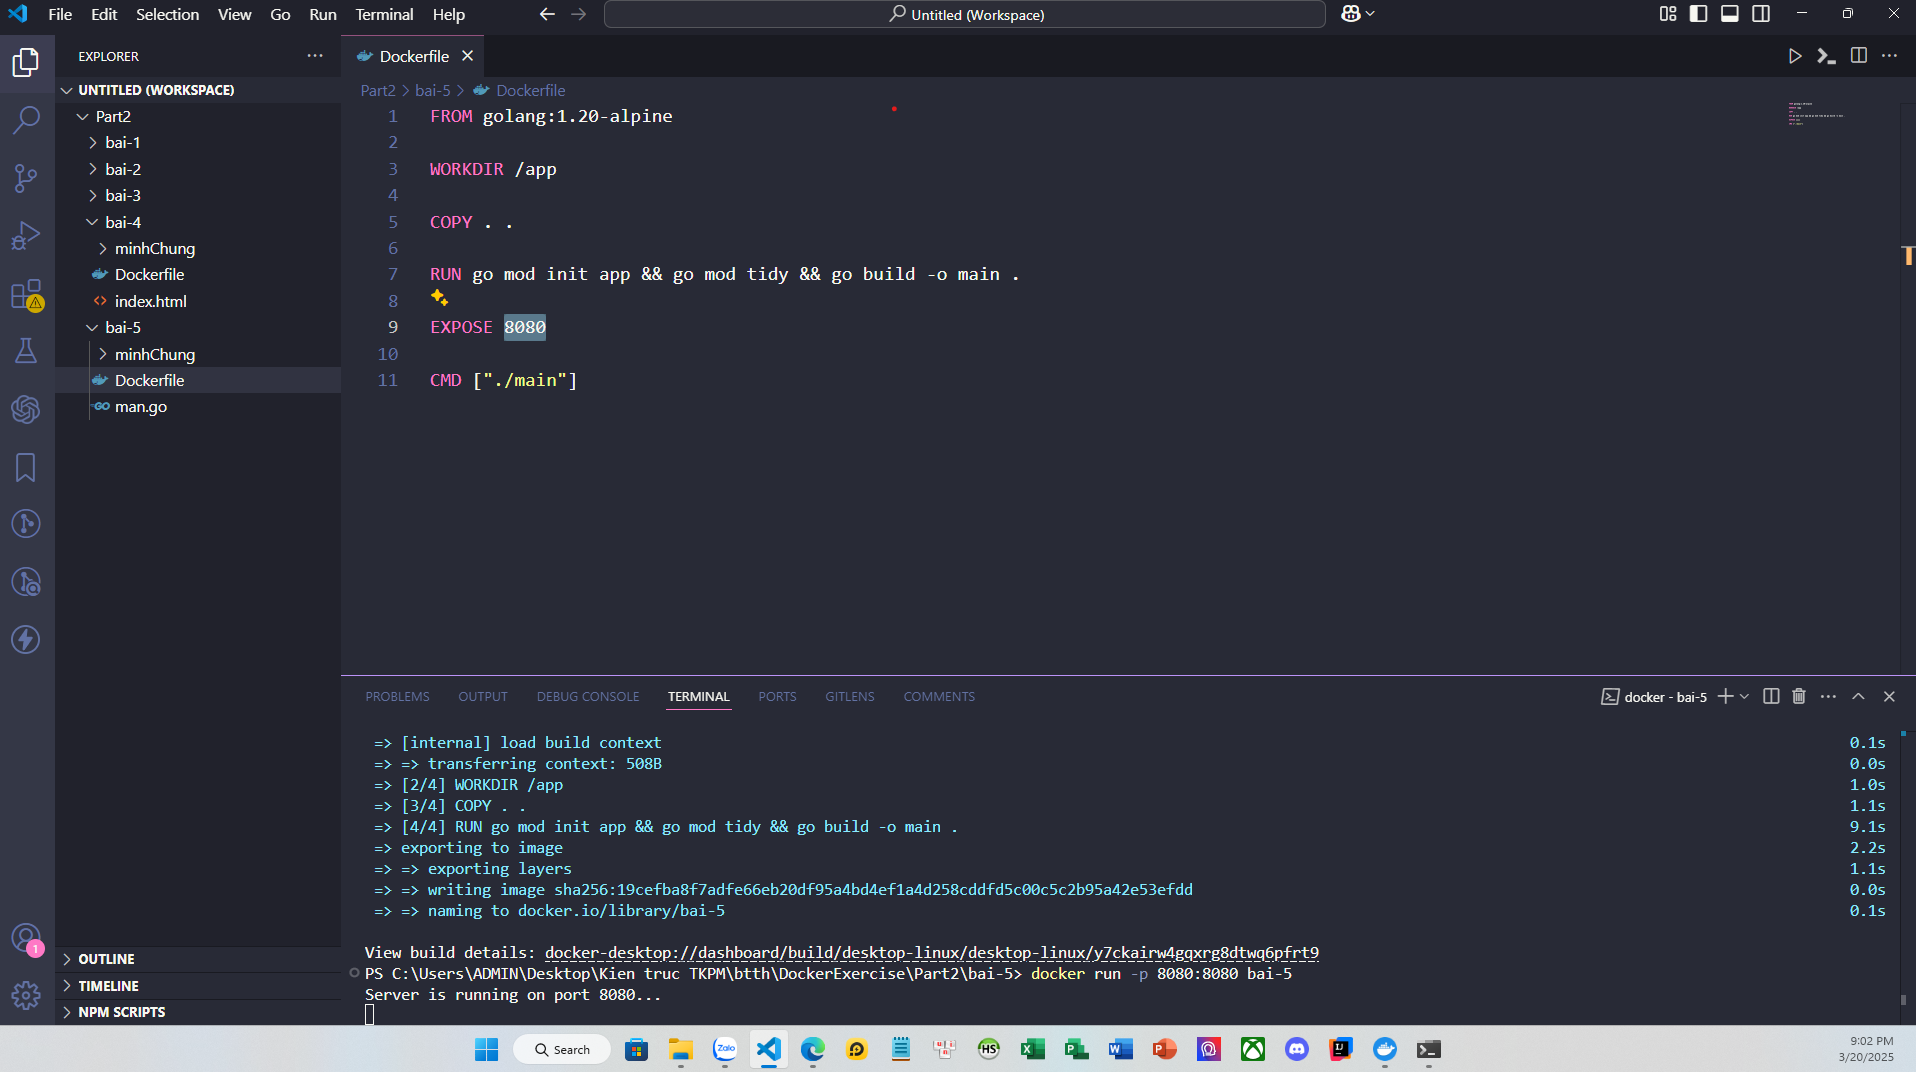 File Edit Selection View Go Run Terminal Help
Untitled (Workspace)
EXPLORER
UNTITLED (WORKSPACE)
Part2
bai-1
bai-2
bai-3
bai-4
minhChung
Dockerfile
index.html
bai-5
minhChung
Dockerfile
man.go
OUTLINE
TIMELINE
NPM SCRIPTS
1
Dockerfile
Part2 > bai-5 > Dockerfile
1 FROM golang:1.20-alpine
2
3 WORKDIR /app
4
5 COPY . .
6
7 RUN go mod init app && go mod tidy && go build -o main .
8
9 EXPOSE 8080
10
11 CMD ["./main"]
PROBLEMS OUTPUT DEBUG CONSOLE TERMINAL PORTS GITLENS COMMENTS
docker - bai-5
=> [internal] load build context 0.1s
=> => transferring context: 508B 0.0s
=> [2/4] WORKDIR /app 1.0s
=> [3/4] COPY . . 1.1s
=> [4/4] RUN go mod init app && go mod tidy && go build -o main . 9.1s
=> exporting to image 2.2s
=> => exporting layers 1.1s
=> => writing image sha256:19cefba8f7adfe66eb20df95a4bd4ef1a4d258cddfd5c00c5c2b95a42e53efdd 0.0s
=> => naming to docker.io/library/bai-5 0.1s
View build details: docker-desktop://dashboard/build/desktop-linux/desktop-linux/y7ckairw4gqxrg8dtwq6pfrt9
PS C:\Users\ADMIN\Desktop\Kien truc TKPM\btth\DockerExercise\Part2\bai-5> docker run -p 8080:8080 bai-5
Server is running on port 8080...
Search
Zalo
HS
9:02 PM
3/20/2025